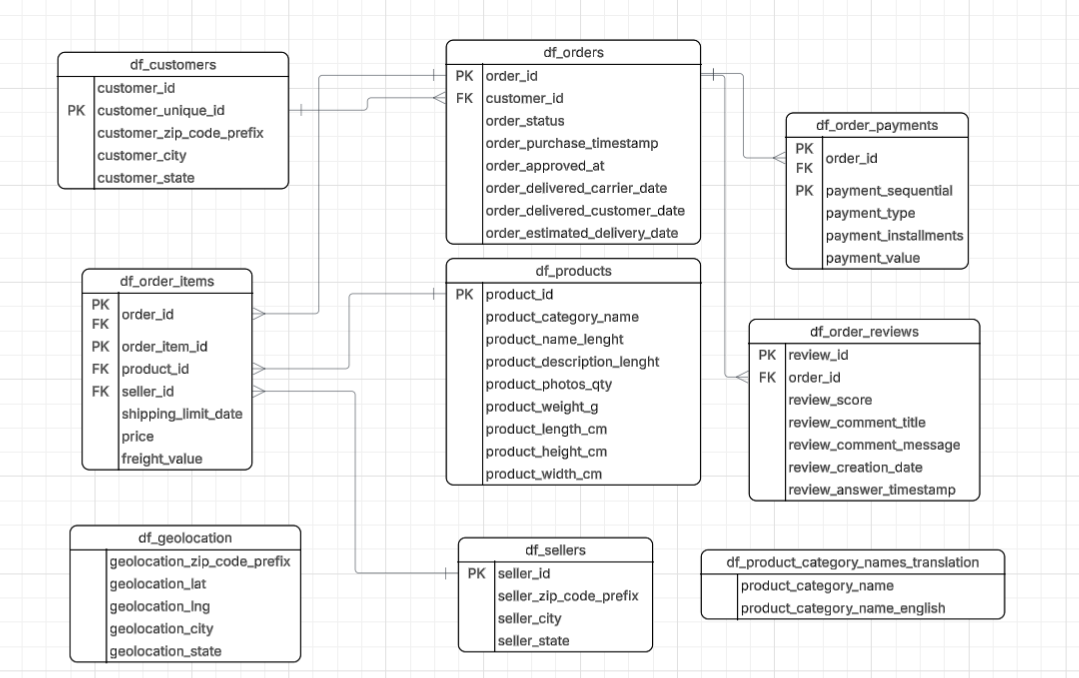 df_customers
customer_id
PK customer_unique_id
customer_zip_code_prefix
customer_city
customer_state
df_orders
PK order_id
FK customer_id
order_status
order_purchase_timestamp
order_approved_at
order_delivered_carrier_date
order_delivered_customer_date
order_estimated_delivery_date
df_order_payments
PK
FK
order_id
PK payment_sequential
payment_type
payment_installments
payment_value
df_order_items
PK
FK
order_id
PK order_item_id
FK product_id
FK seller_id
shipping_limit_date
price
freight_value
df_products
PK product_id
product_category_name
product_name_lenght
product_description_lenght
product_photos_qty
product_weight_g
product_length_cm
product_height_cm
product_width_cm
df_order_reviews
PK review_id
FK order_id
review_score
review_comment_title
review_comment_message
review_creation_date
review_answer_timestamp
df_geolocation
geolocation_zip_code_prefix
geolocation_lat
geolocation_lng
geolocation_city
geolocation_state
df_sellers
PK seller_id
seller_zip_code_prefix
seller_city
seller_state
df_product_category_names_translation
product_category_name
product_category_name_english